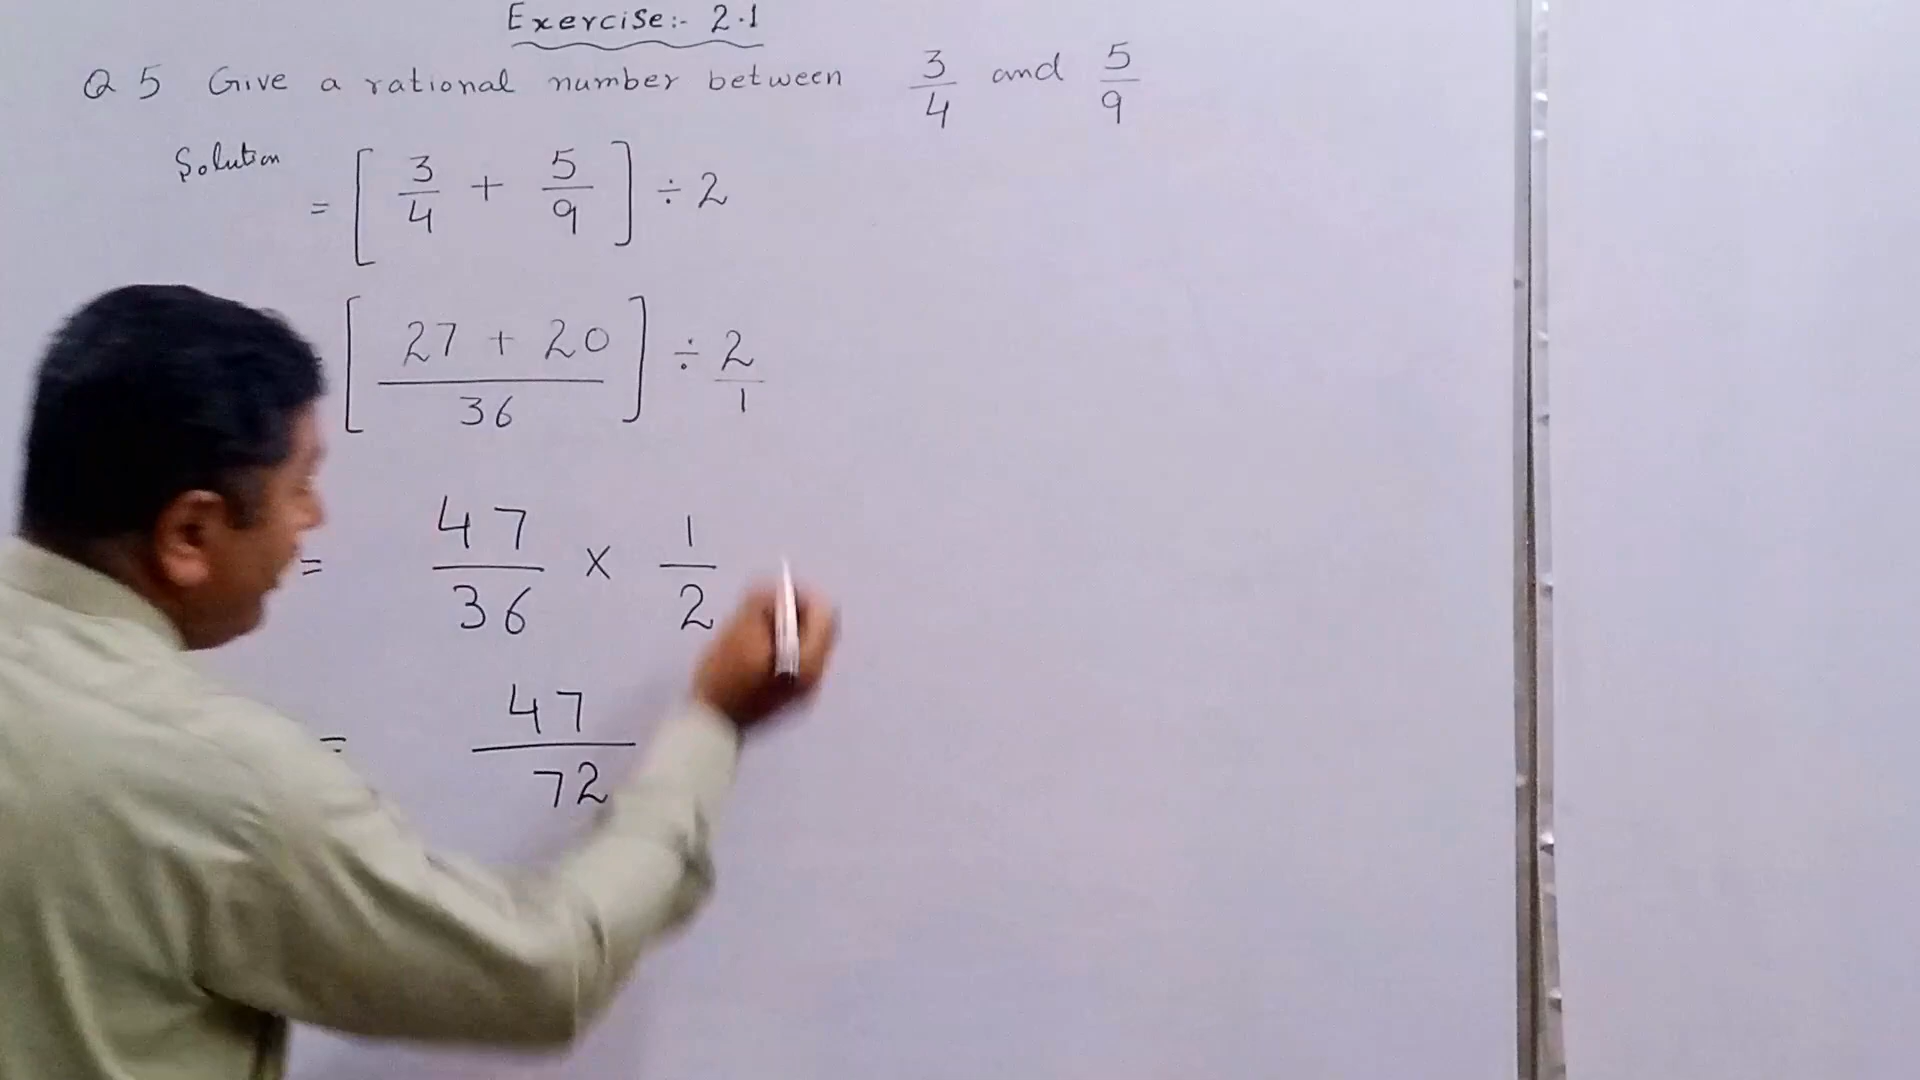 Exercise:- 2.1
Q 5 Give a rational number between 3/4 and 5/9
Solution
= [ 3/4 + 5/9 ] ÷ 2
[ 27 + 20 / 36 ] ÷ 2/1
= 47/36 × 1/2
= 47/72